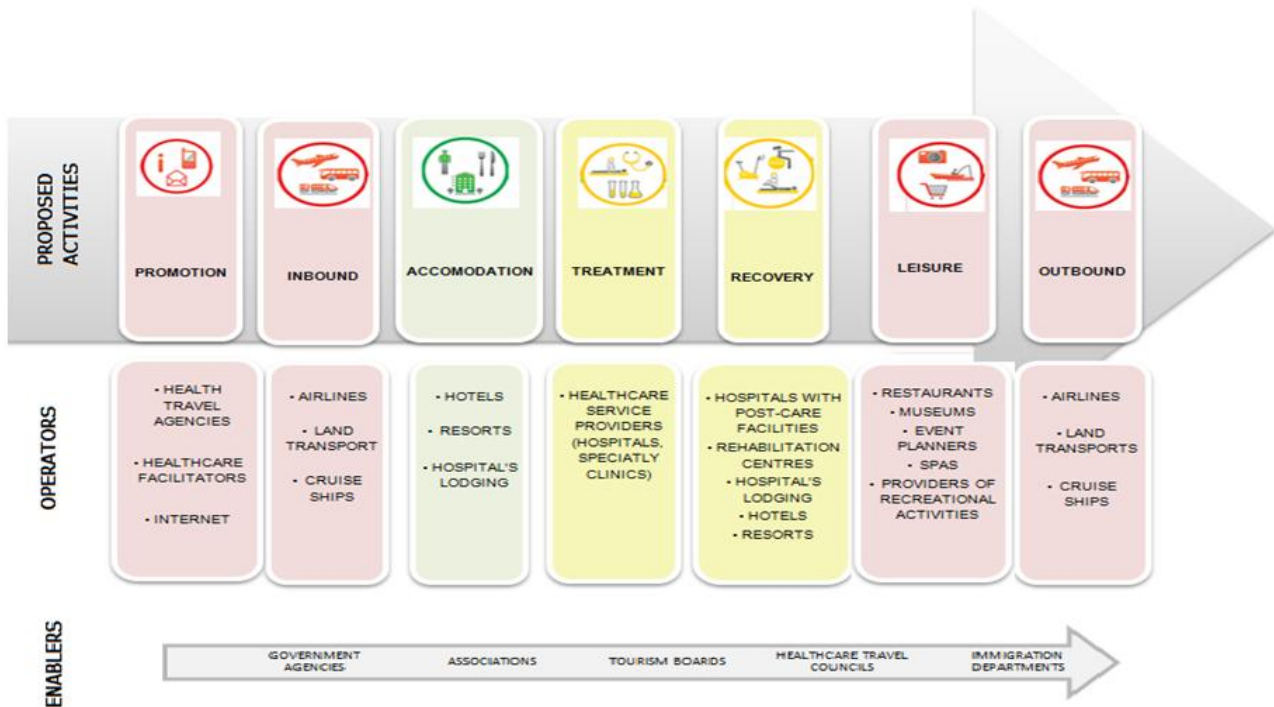 PROPOSED
ACTIVITIES
PROMOTION
INBOUND
ACCOMODATION
TREATMENT
RECOVERY
LEISURE
OUTBOUND
OPERATORS
• HEALTH
TRAVEL
AGENCIES
• HEALTHCARE
FACILITATORS
• INTERNET
• AIRLINES
• LAND
TRANSPORT
• CRUISE
SHIPS
• HOTELS
• RESORTS
• HOSPITAL'S
LODGING
• HEALTHCARE
SERVICE
PROVIDERS
(HOSPITALS,
SPECIATLY
CLINICS)
• HOSPITALS WITH
POST-CARE
FACILITIES
• REHABILITATION
CENTRES
• HOSPITAL'S
LODGING
• HOTELS
• RESORTS
• RESTAURANTS
• MUSEUMS
• EVENT
PLANNERS
• SPAS
• PROVIDERS OF
RECREATIONAL
ACTIVITIES
• AIRLINES
• LAND
TRANSPORTS
• CRUISE
SHIPS
ENABLERS
GOVERNMENT
AGENCIES
ASSOCIATIONS
TOURISM BOARDS
HEALTHCARE TRAVEL
COUNCILS
IMMIGRATION
DEPARTMENTS